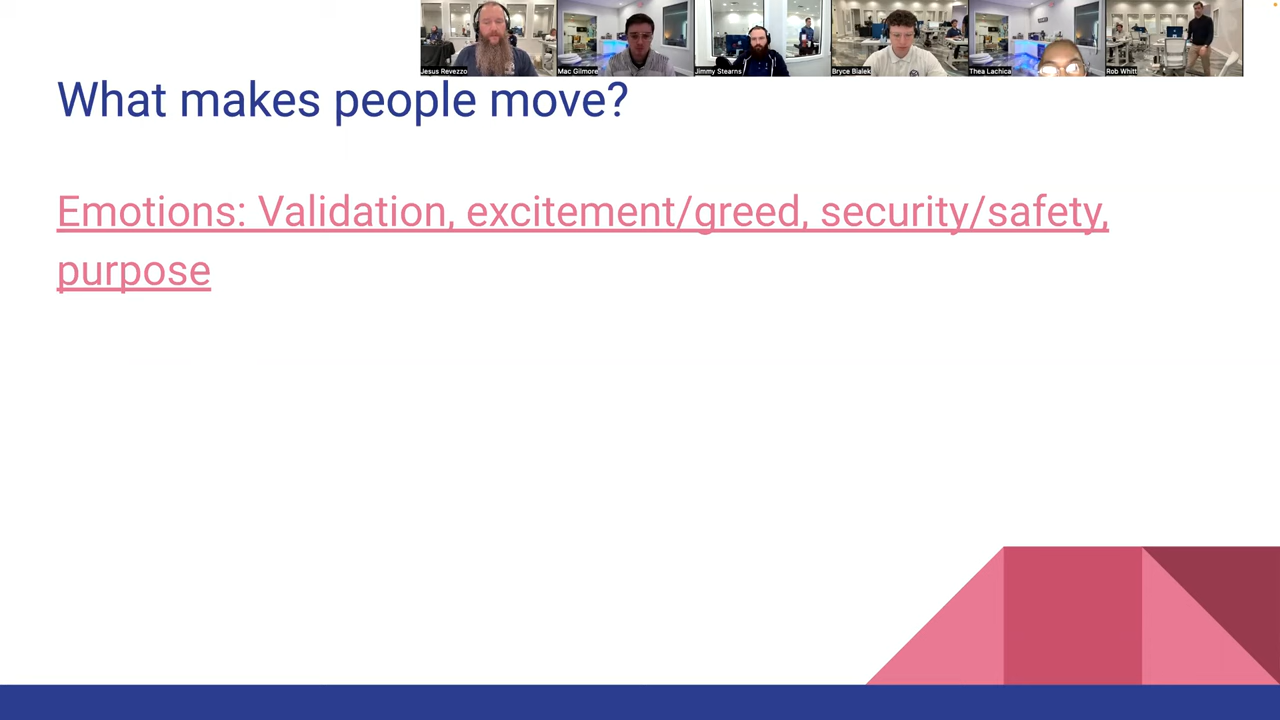 Jesus Revezzo
Mac Gilmore
Jimmy Stearns
Bryce Bialek
Thea Lachica
Rob Whitt
What makes people move?
Emotions: Validation, excitement/greed, security/safety,
purpose